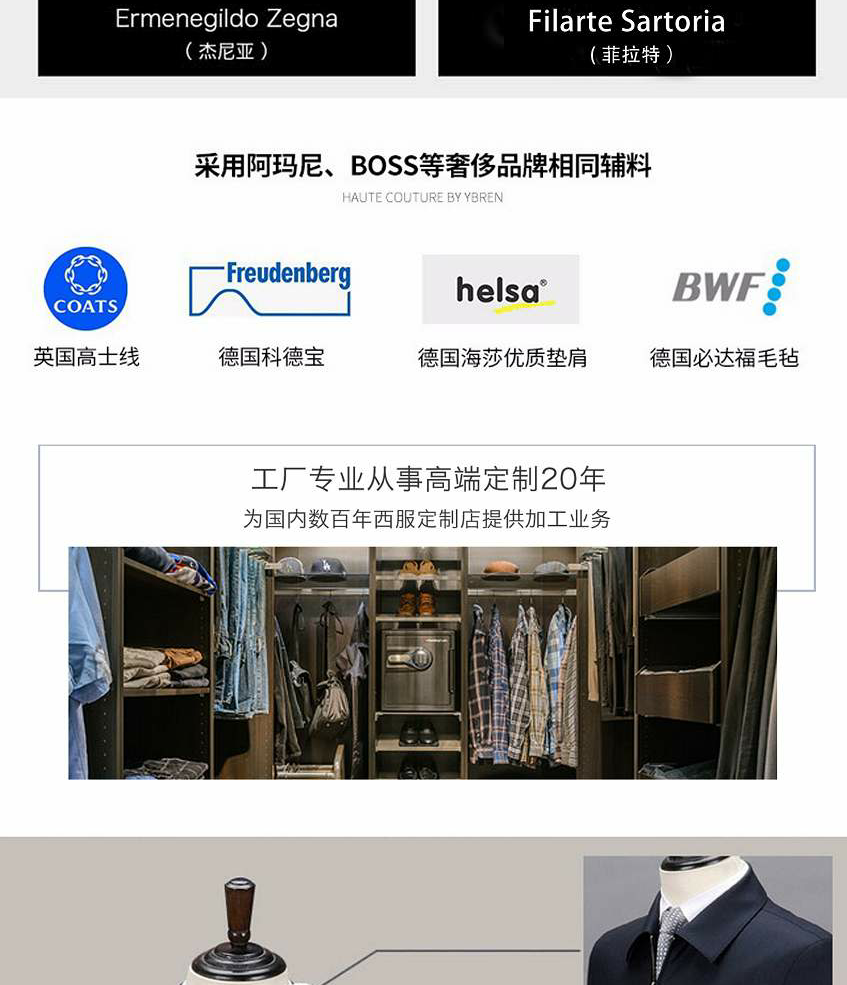 Ermenegildo Zegna
（杰尼亚）
Filarte Sartoria
（菲拉特）
采用阿玛尼、BOSS等奢侈品牌相同辅料
HAUTE COUTURE BY YBREN
COATS
Freudenberg
helsa®
BWF
英国高士线
德国科德宝
德国海莎优质垫肩
德国必达福毛毡
工厂专业从事高端定制20年
为国内数百年西服定制店提供加工业务